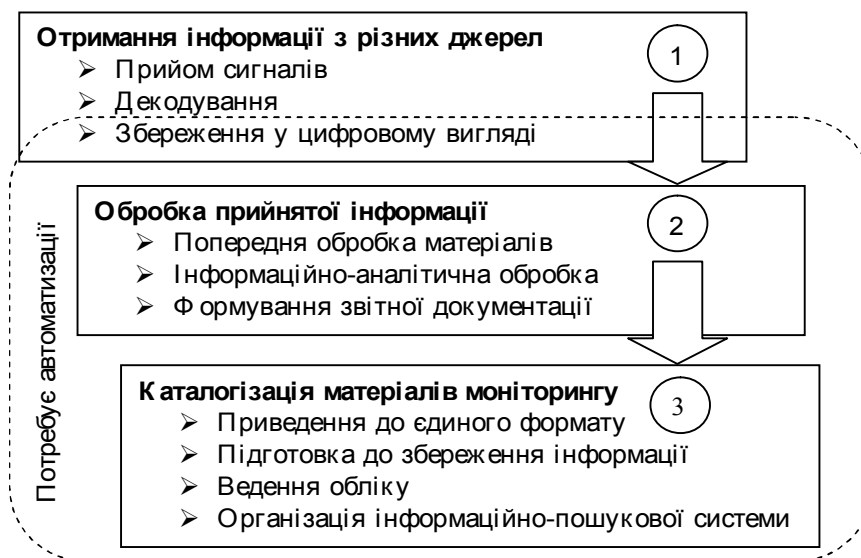 Отримання інформації з різних джерел
1
➢ Прийом сигналів
➢ Декодування
➢ Збереження у цифровому вигляді
Обробка прийнятої інформації
2
➢ Попередня обробка матеріалів
➢ Інформаційно-аналітична обробка
➢ Формування звітної документації
Каталогізація матеріалів моніторингу
3
➢ Приведення до єдиного формату
➢ Підготовка до збереження інформації
➢ Ведення обліку
➢ Організація інформаційно-пошукової системи
Потребує автоматизації